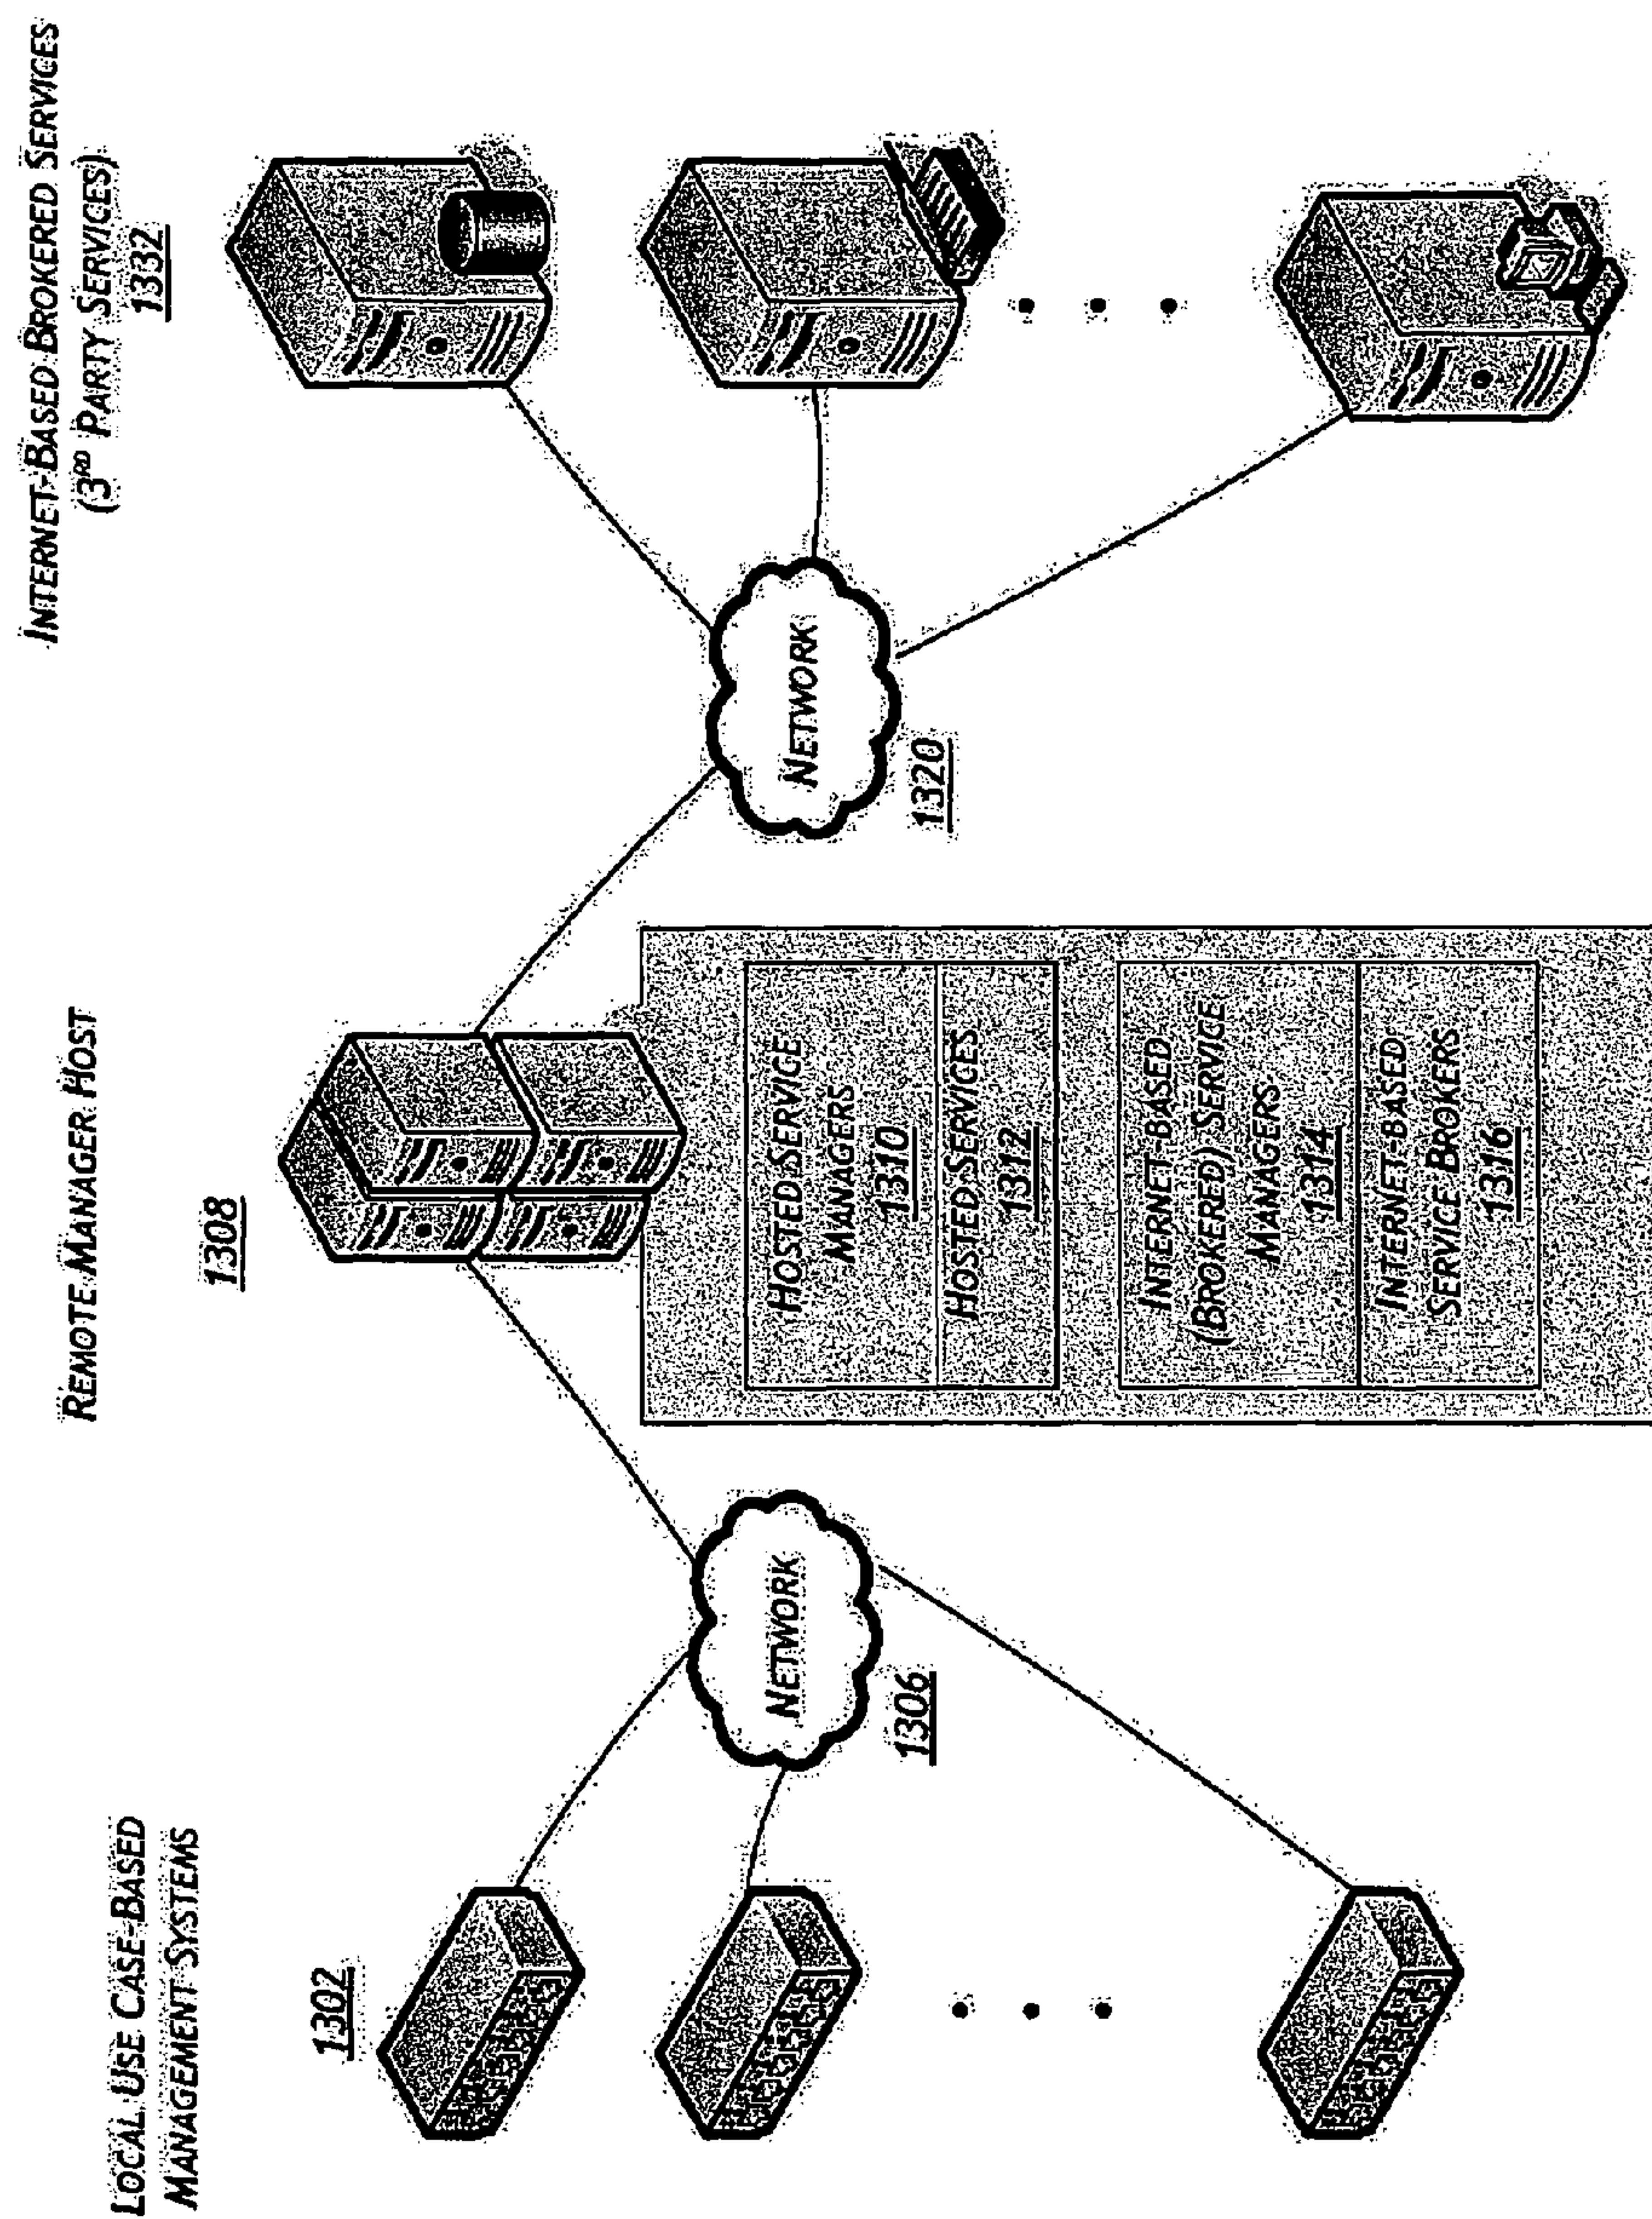 LOCAL USE CASE-BASED
MANAGEMENT SYSTEMS
1302
NETWORK
1306
REMOTE MANAGER HOST
1308
HOSTED SERVICE
MANAGERS
1310
HOSTED SERVICES
1312
INTERNET-BASED
(BROKERED) SERVICE
MANAGERS
1314
INTERNET-BASED
SERVICE BROKERS
1316
NETWORK
1320
INTERNET-BASED BROKERED SERVICES
(3RD PARTY SERVICES)
1332